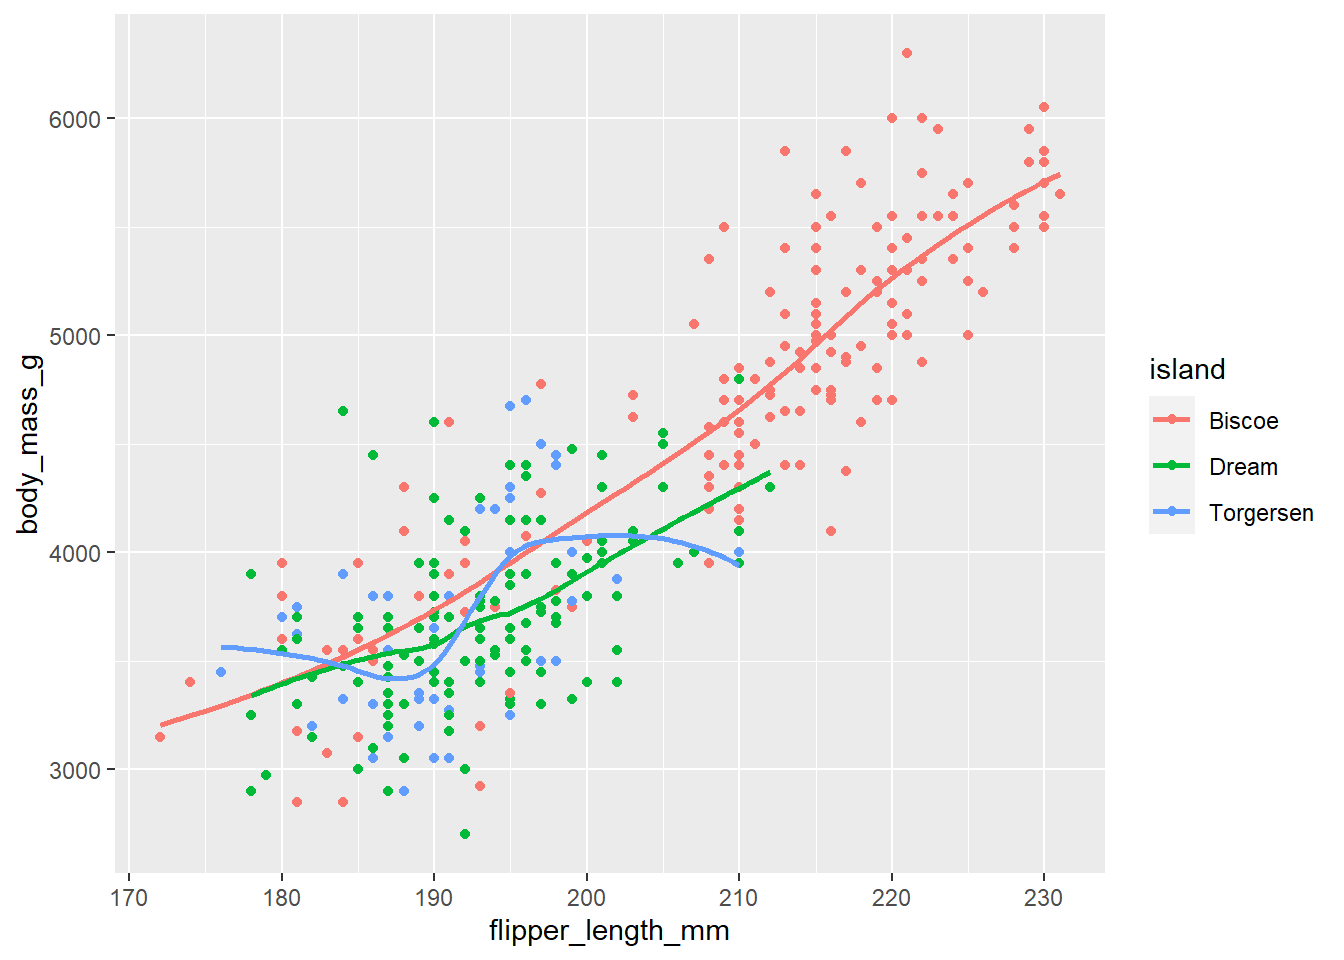 6000
5000
4000
3000
body_mass_g
170 180 190 200 210 220 230
flipper_length_mm
island
Biscoe
Dream
Torgersen